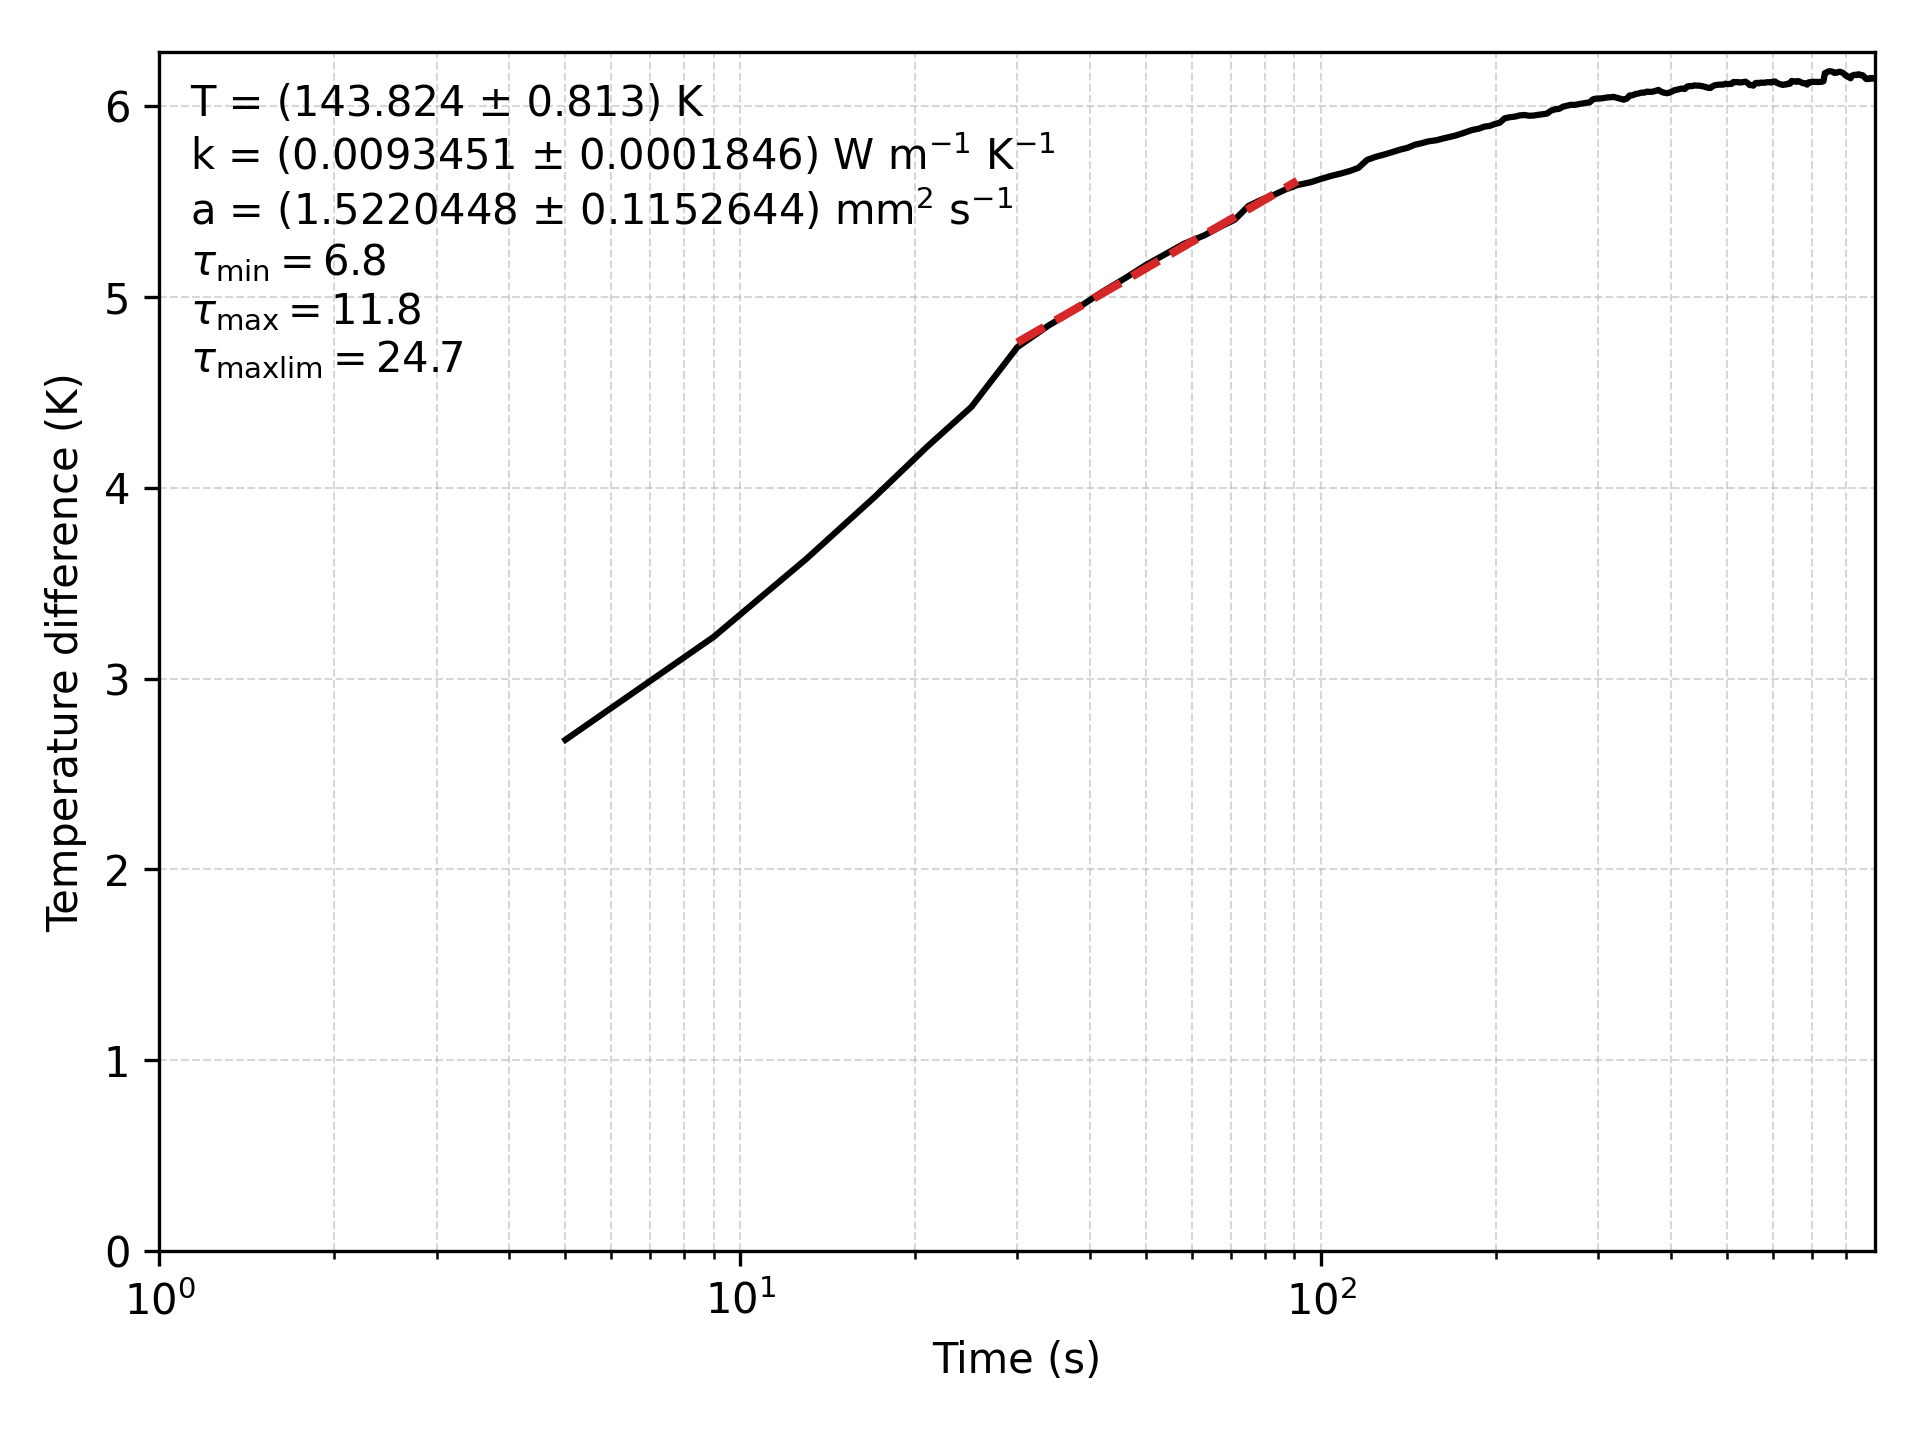 T = (143.824 ± 0.813) K
k = (0.0093451 ± 0.0001846) W m⁻¹ K⁻¹
a = (1.5220448 ± 0.1152644) mm² s⁻¹
τmin = 6.8
τmax = 11.8
τmaxlim = 24.7
6
5
4
3
2
1
0
Temperature difference (K)
10⁰ 10¹ 10²
Time (s)